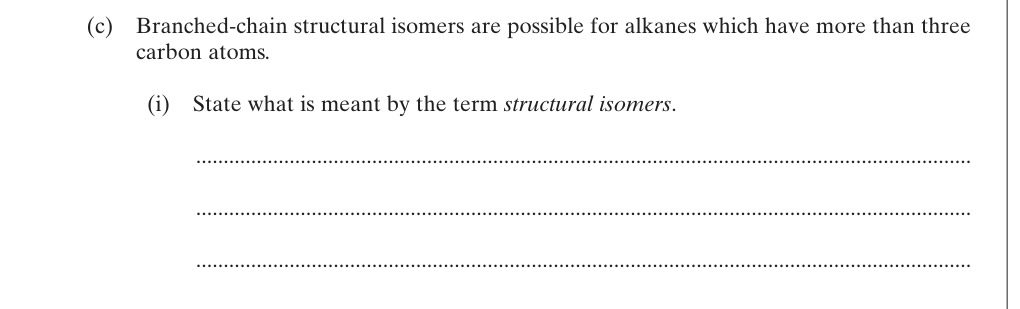 (c) Branched-chain structural isomers are possible for alkanes which have more than three
carbon atoms.
(i) State what is meant by the term structural isomers.